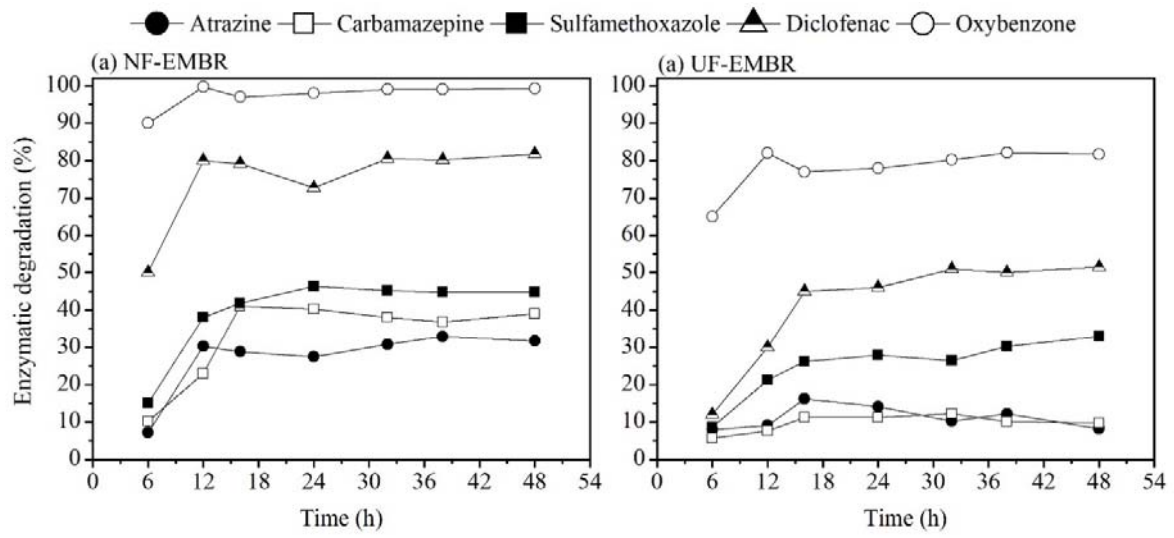 Atrazine Carbamazepine Sulfamethoxazole Diclofenac Oxybenzone
(a) NF-EMBR
(a) UF-EMBR
Enzymatic degradation (%)
100
90
80
70
60
50
40
30
20
10
0
0 6 12 18 24 30 36 42 48 54
Time (h)
100
90
80
70
60
50
40
30
20
10
0
0 6 12 18 24 30 36 42 48 54
Time (h)